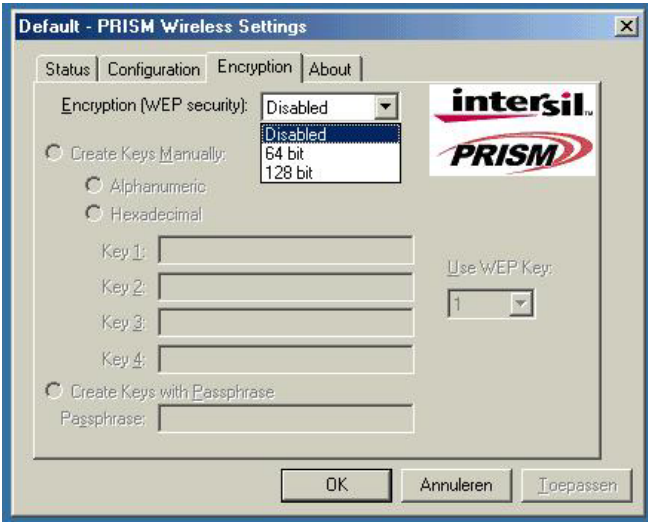 Default - PRISM Wireless Settings
Status Configuration Encryption About
Encryption (WEP security): Disabled
Disabled
64 bit
128 bit
intersil™
PRISM
Create Keys Manually:
Alphanumeric
Hexadecimal
Key 1:
Key 2:
Key 3:
Key 4:
Use WEP Key:
1
Create Keys with Passphrase
Passphrase:
OK Annuleren Toepassen